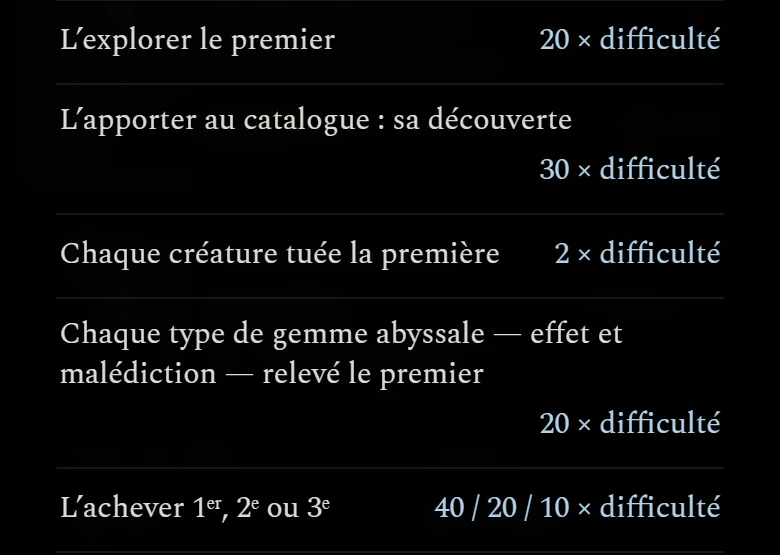 L’explorer le premier 20 × difficulté
L’apporter au catalogue : sa découverte
30 × difficulté
Chaque créature tuée la première 2 × difficulté
Chaque type de gemme abyssale — effet et
malédiction — relevé le premier
20 × difficulté
L’achever 1ᵉʳ, 2ᵉ ou 3ᵉ 40 / 20 / 10 × difficulté